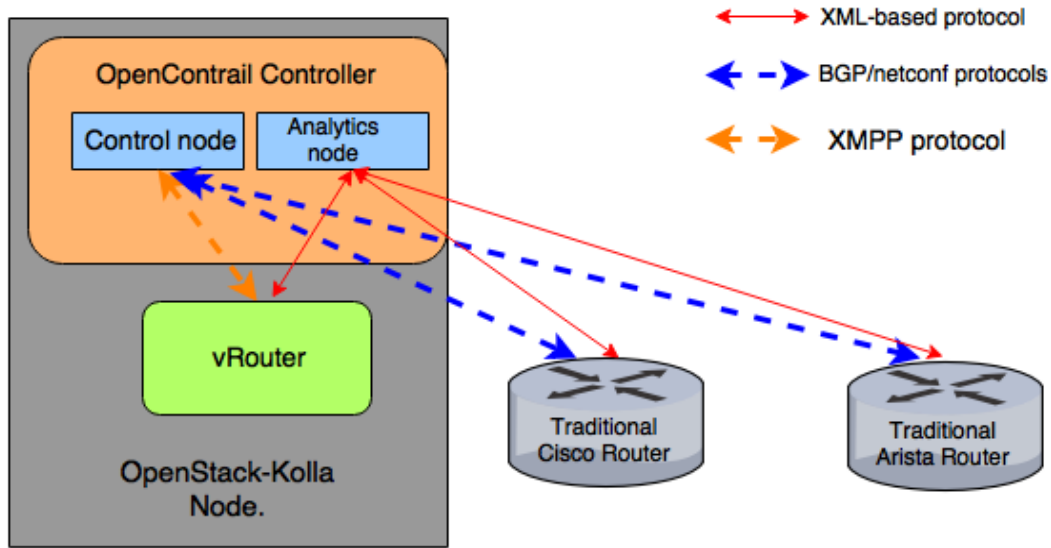 XML-based protocol
BGP/netconf protocols
XMPP protocol
OpenContrail Controller
Control node
Analytics
node
vRouter
OpenStack-Kolla
Node.
Traditional
Cisco Router
Traditional
Arista Router